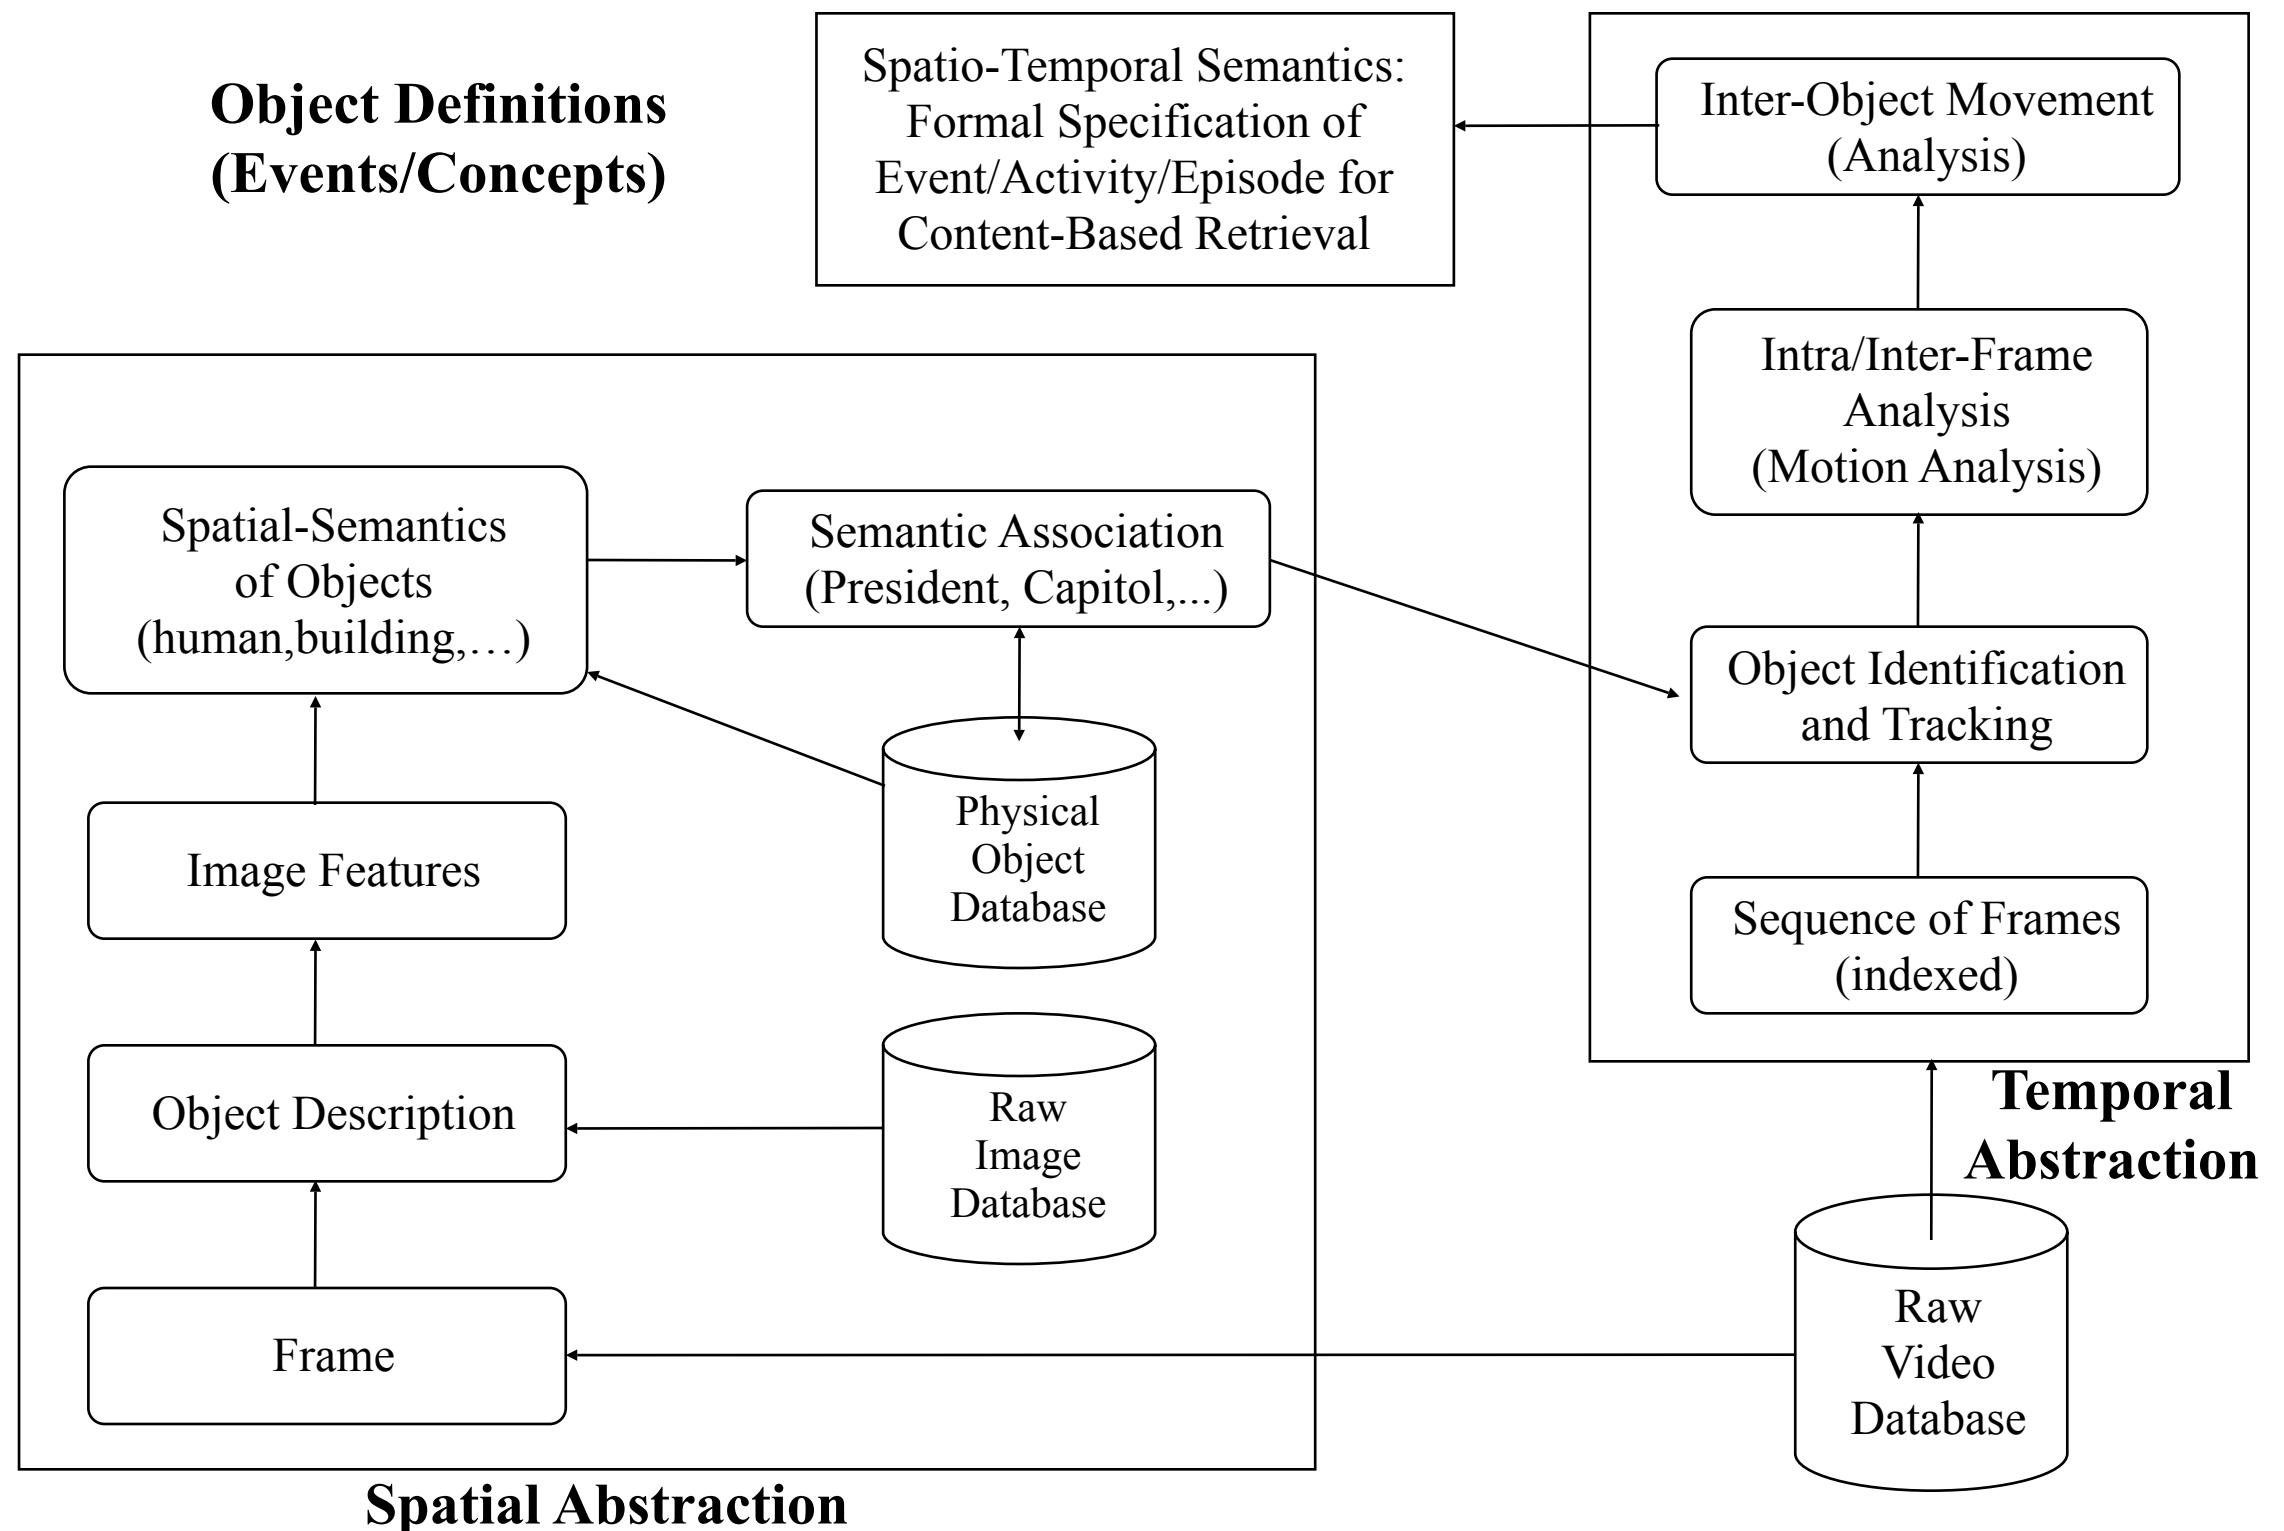 Object Definitions
(Events/Concepts)
Spatio-Temporal Semantics:
Formal Specification of
Event/Activity/Episode for
Content-Based Retrieval
Inter-Object Movement
(Analysis)
Intra/Inter-Frame
Analysis
(Motion Analysis)
Object Identification
and Tracking
Sequence of Frames
(indexed)
Temporal
Abstraction
Spatial-Semantics
of Objects
(human,building,…)
Semantic Association
(President, Capitol,...)
Physical
Object
Database
Image Features
Object Description
Raw
Image
Database
Frame
Raw
Video
Database
Spatial Abstraction